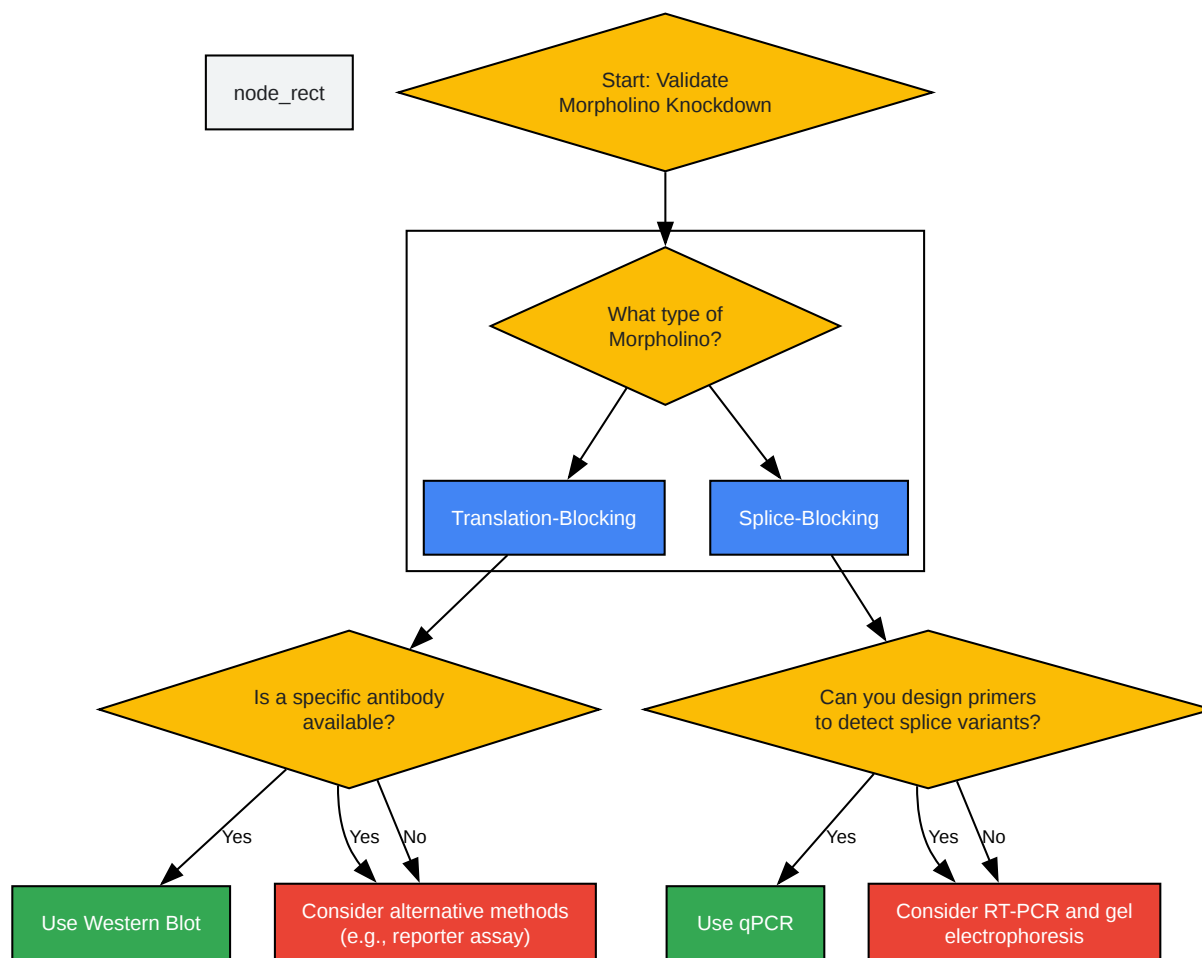 node_rect
Start: Validate
Morpholino Knockdown
What type of
Morpholino?
Translation-Blocking
Splice-Blocking
Is a specific antibody
available?
Can you design primers
to detect splice variants?
Yes
Yes
No
Yes
Yes
No
Use Western Blot
Consider alternative methods
(e.g., reporter assay)
Use qPCR
Consider RT-PCR and gel
electrophoresis